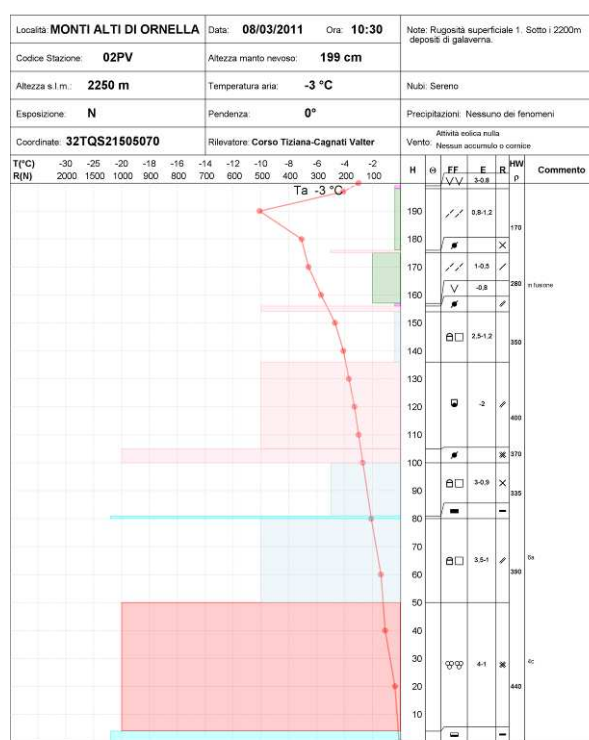 Località: MONTI ALTI DI ORNELLA Data: 08/03/2011 Ora: 10:30 Note: Rugosità superficiale 1. Sotto i 2200m
depositi di galaverna.
Codice Stazione: 02PV Altezza manto nevoso: 199 cm
Altezza s.l.m.: 2250 m Temperatura aria: -3 °C Nubi: Sereno
Esposizione: N Pendenza: 0° Precipitazioni: Nessuno dei fenomeni
Coordinate: 32TQS21505070 Rilevatore: Corso Tiziana-Cagnati Valter Vento: Attività eolica nulla
Nessun accumulo o cornice
T(°C) -30 -25 -20 -18 -16 -14 -12 -10 -8 -6 -4 -2 H Θ FF E R HW Commento
R(N) 2000 1500 1000 900 800 700 600 500 400 300 200 100 ρ
3-0,8
Ta -3 °C
190 0,8-1,2
170
180
170 1-0,5
280
160 -0,8
150
2,5-1,2 350
140
130
120 -2
400
110
370
100
90 3-0,9
335
80
70
60 3,5-1
390
50
40
30
4-1 4c
20
440
10